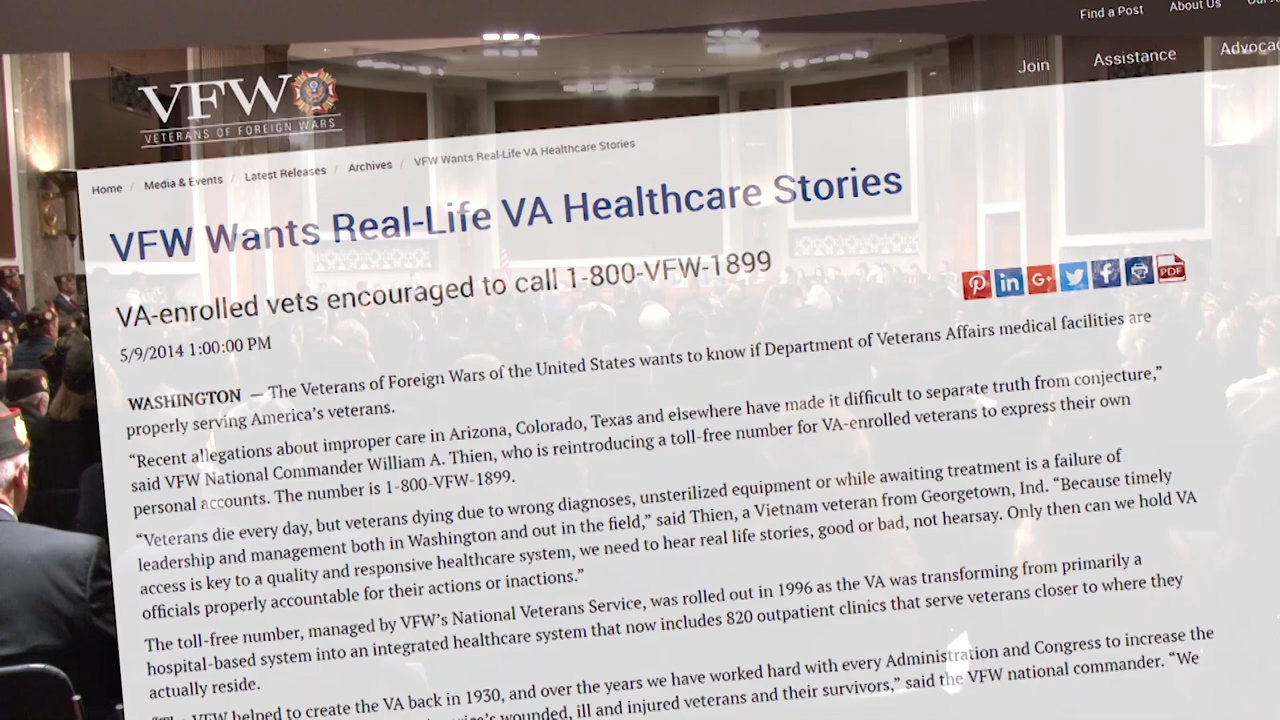 Find a Post About Us
Join Assistance
VFW
VETERANS OF FOREIGN WARS
Home / Media & Events / Latest Releases / Archives / VFW Wants Real-Life VA Healthcare Stories
VFW Wants Real-Life VA Healthcare Stories
VA-enrolled vets encouraged to call 1-800-VFW-1899
PDF
5/9/2014 1:00:00 PM
WASHINGTON — The Veterans of Foreign Wars of the United States wants to know if Department of Veterans Affairs medical facilities are
properly serving America's veterans.
“Recent allegations about improper care in Arizona, Colorado, Texas and elsewhere have made it difficult to separate truth from conjecture,”
said VFW National Commander William A. Thien, who is reintroducing a toll-free number for VA-enrolled veterans to express their own
personal accounts. The number is 1-800-VFW-1899.
“Veterans die every day, but veterans dying due to wrong diagnoses, unsterilized equipment or while awaiting treatment is a failure of
leadership and management both in Washington and out in the field,” said Thien, a Vietnam veteran from Georgetown, Ind. “Because timely
access is key to a quality and responsive healthcare system, we need to hear real life stories, good or bad, not hearsay. Only then can we hold VA
officials properly accountable for their actions or inactions.”
The toll-free number, managed by VFW's National Veterans Service, was rolled out in 1996 as the VA was transforming from primarily a
hospital-based system into an integrated healthcare system that now includes 820 outpatient clinics that serve veterans closer to where they
actually reside.
VFW helped to create the VA back in 1930, and over the years we have worked hard with every Administration and Congress to increase the
wounded, ill and injured veterans and their survivors,” said the VFW national commander. “We